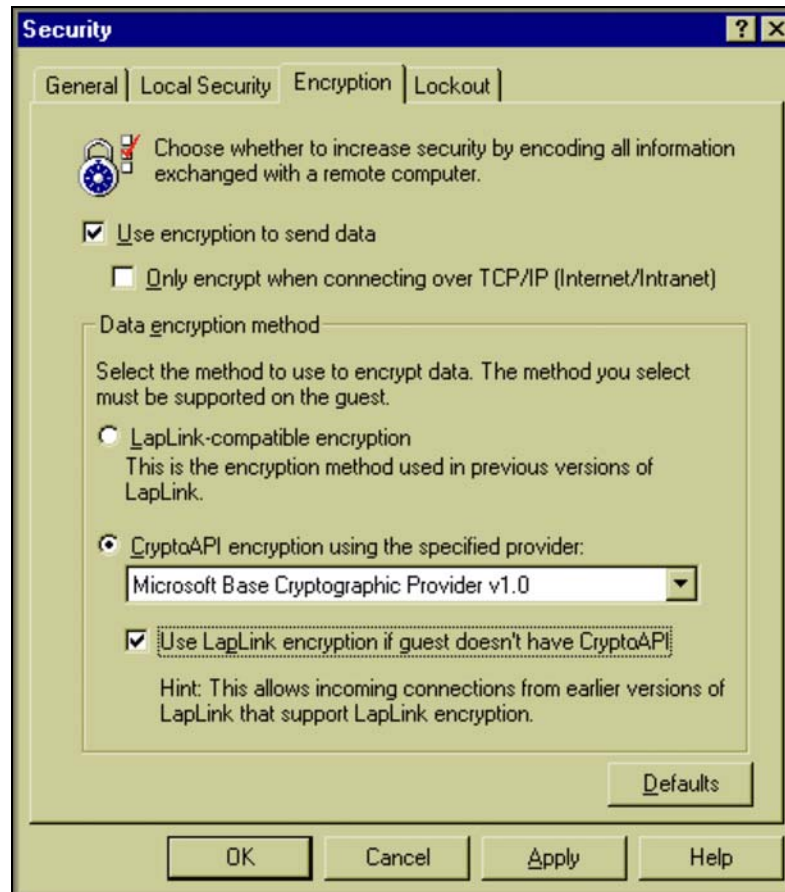 Security
General
Local Security
Encryption
Lockout
Choose whether to increase security by encoding all information
exchanged with a remote computer.
Use encryption to send data
Only encrypt when connecting over TCP/IP (Internet/Intranet)
Data encryption method
Select the method to use to encrypt data. The method you select
must be supported on the guest.
LapLink-compatible encryption
This is the encryption method used in previous versions of
LapLink.
CryptoAPI encryption using the specified provider:
Microsoft Base Cryptographic Provider v1.0
Use LapLink encryption if guest doesn't have CryptoAPI
Hint: This allows incoming connections from earlier versions of
LapLink that support LapLink encryption.
Defaults
OK
Cancel
Apply
Help